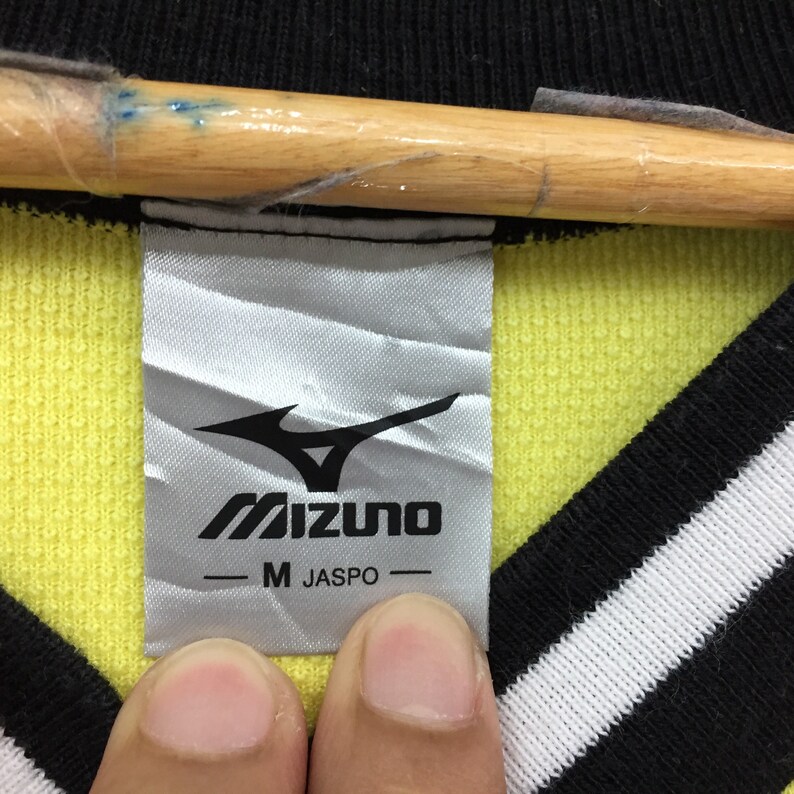 MIZUNO
— M JASPO —